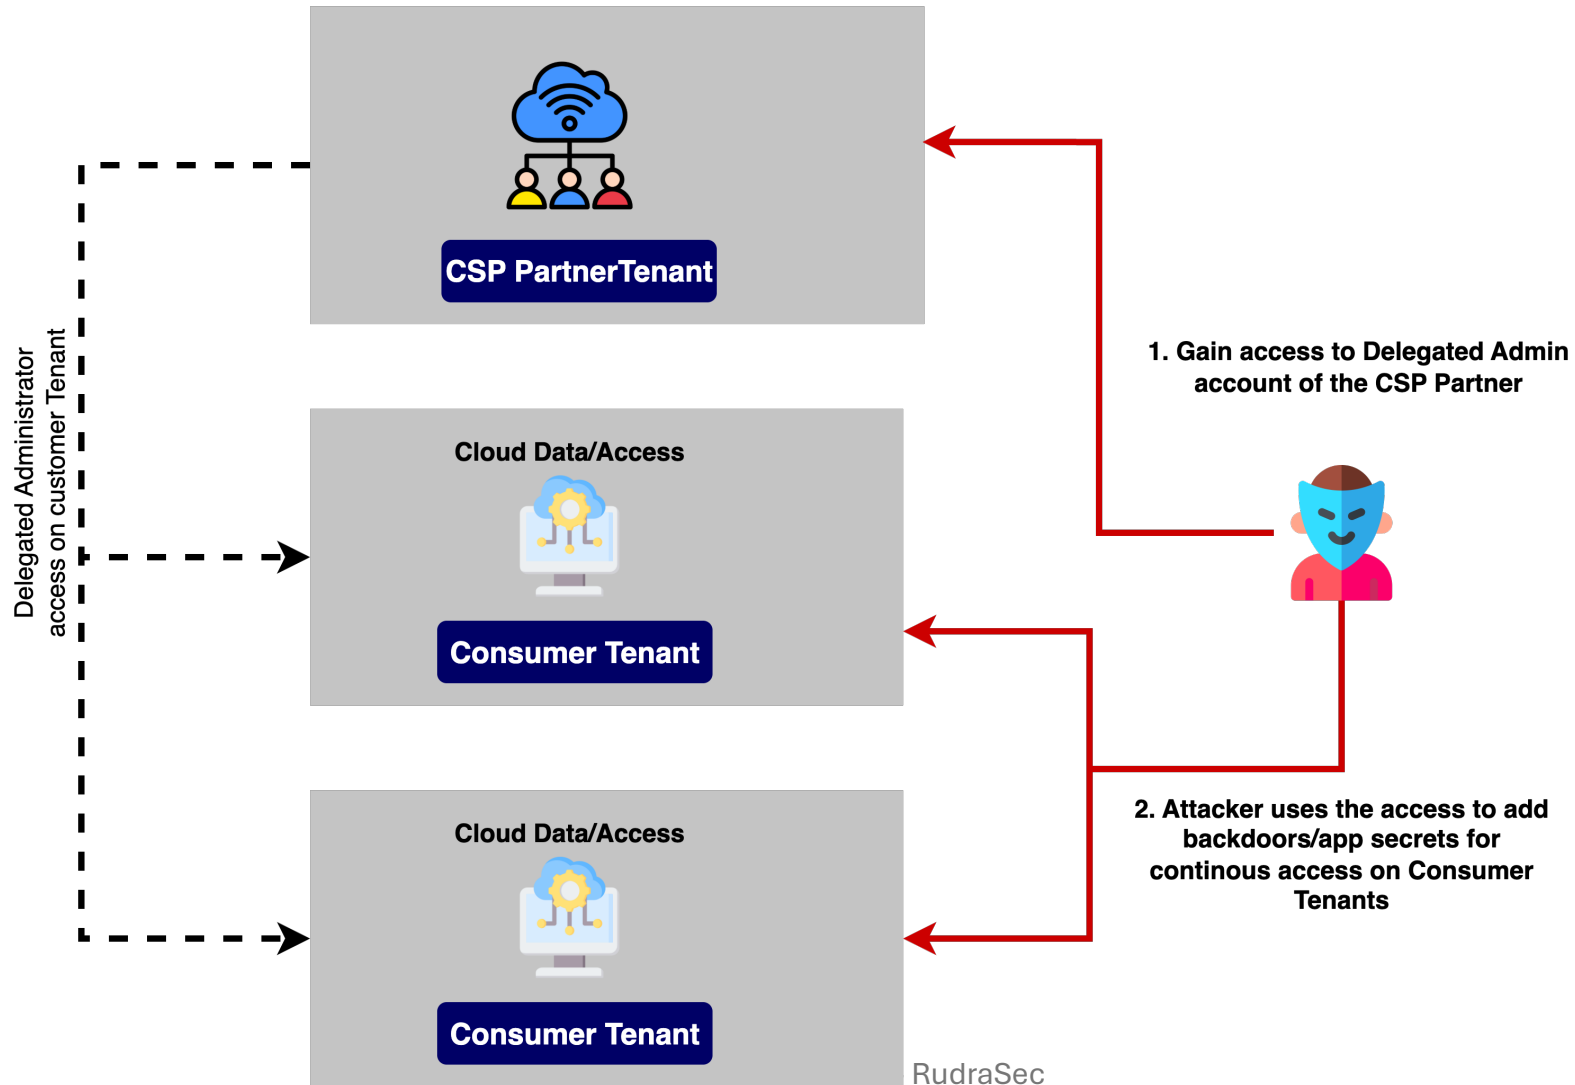 CSP PartnerTenant
Delegated Administrator
access on customer Tenant
1. Gain access to Delegated Admin
account of the CSP Partner
Cloud Data/Access
Consumer Tenant
2. Attacker uses the access to add
backdoors/app secrets for
continous access on Consumer
Tenants
Cloud Data/Access
Consumer Tenant
RudraSec